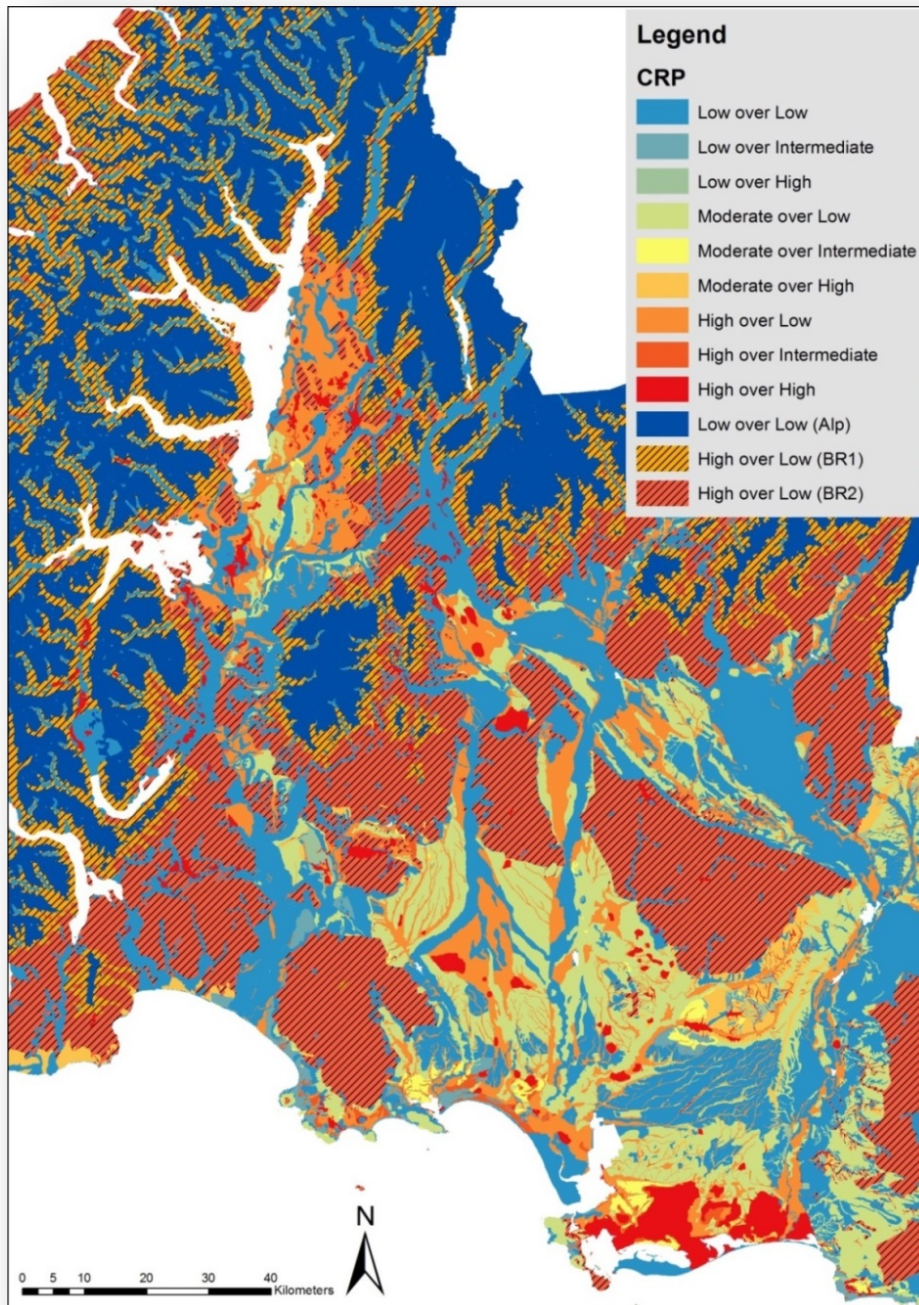 Legend
CRP
Low over Low
Low over Intermediate
Low over High
Moderate over Low
Moderate over Intermediate
Moderate over High
High over Low
High over Intermediate
High over High
Low over Low (Alp)
High over Low (BR1)
High over Low (BR2)
N
0 5 10 20 30 40
Kilometers